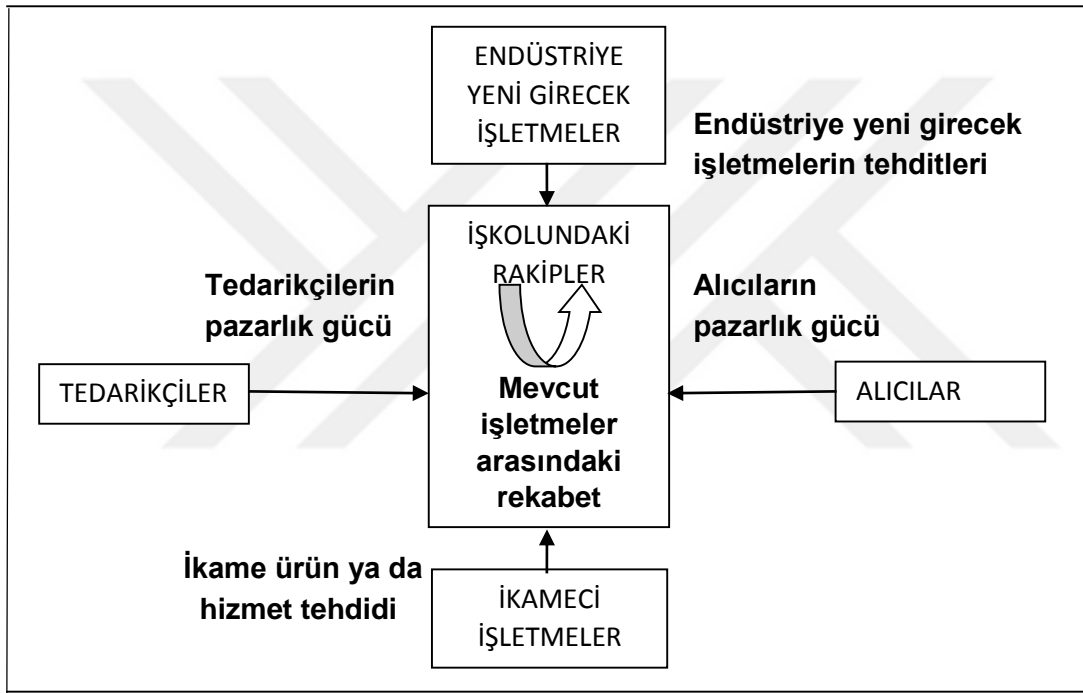 ENDÜSTRİYE
YENİ GİRECEK
İŞLETMELER
Endüstriye yeni girecek
işletmelerin tehditleri
İŞKOLUNDAKİ
RAKİPLER
Tedarikçilerin
pazarlık gücü
Alıcıların
pazarlık gücü
TEDARİKÇİLER
Mevcut
işletmeler
arasındaki
rekabet
ALICILAR
İkame ürün ya da
hizmet tehdidi
İKAMECİ
İŞLETMELER